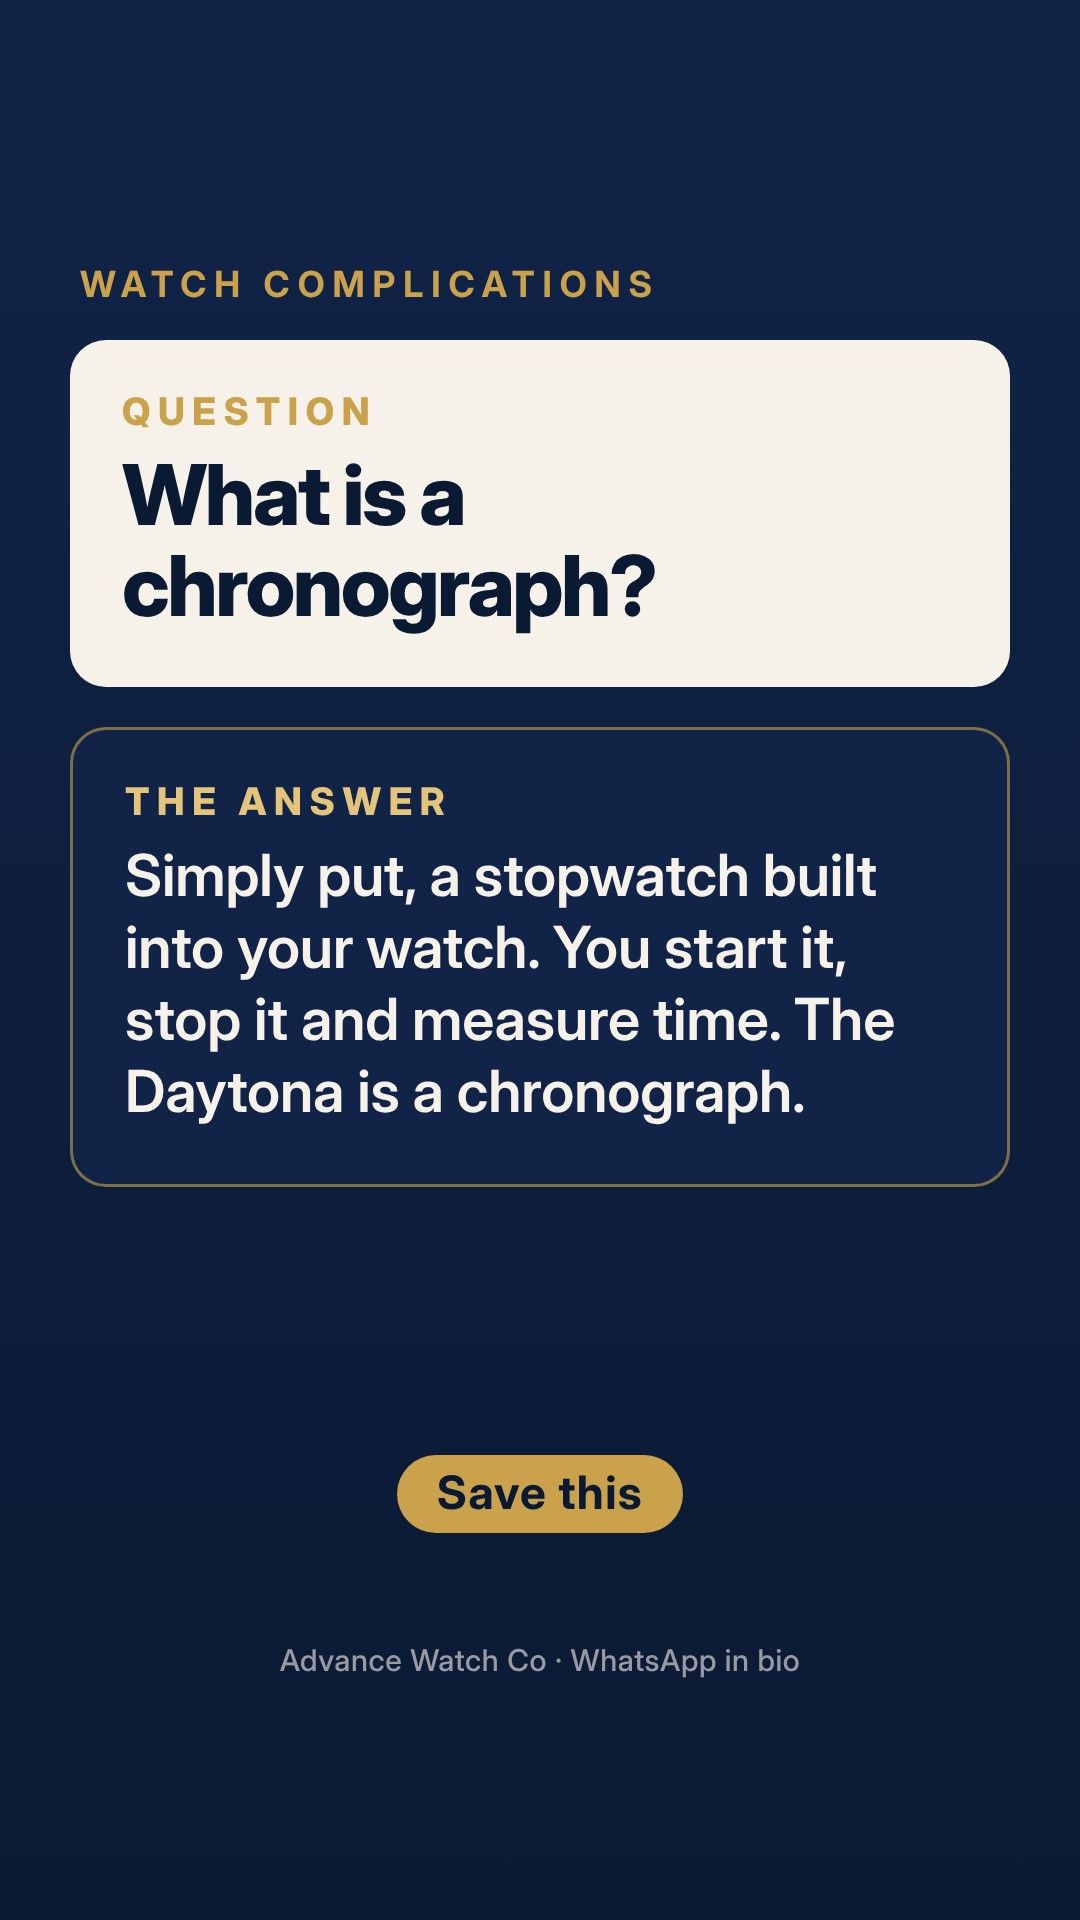 WATCH COMPLICATIONS
QUESTION
What is a
chronograph?
THE ANSWER
Simply put, a stopwatch built
into your watch. You start it,
stop it and measure time. The
Daytona is a chronograph.
Save this
Advance Watch Co · WhatsApp in bio